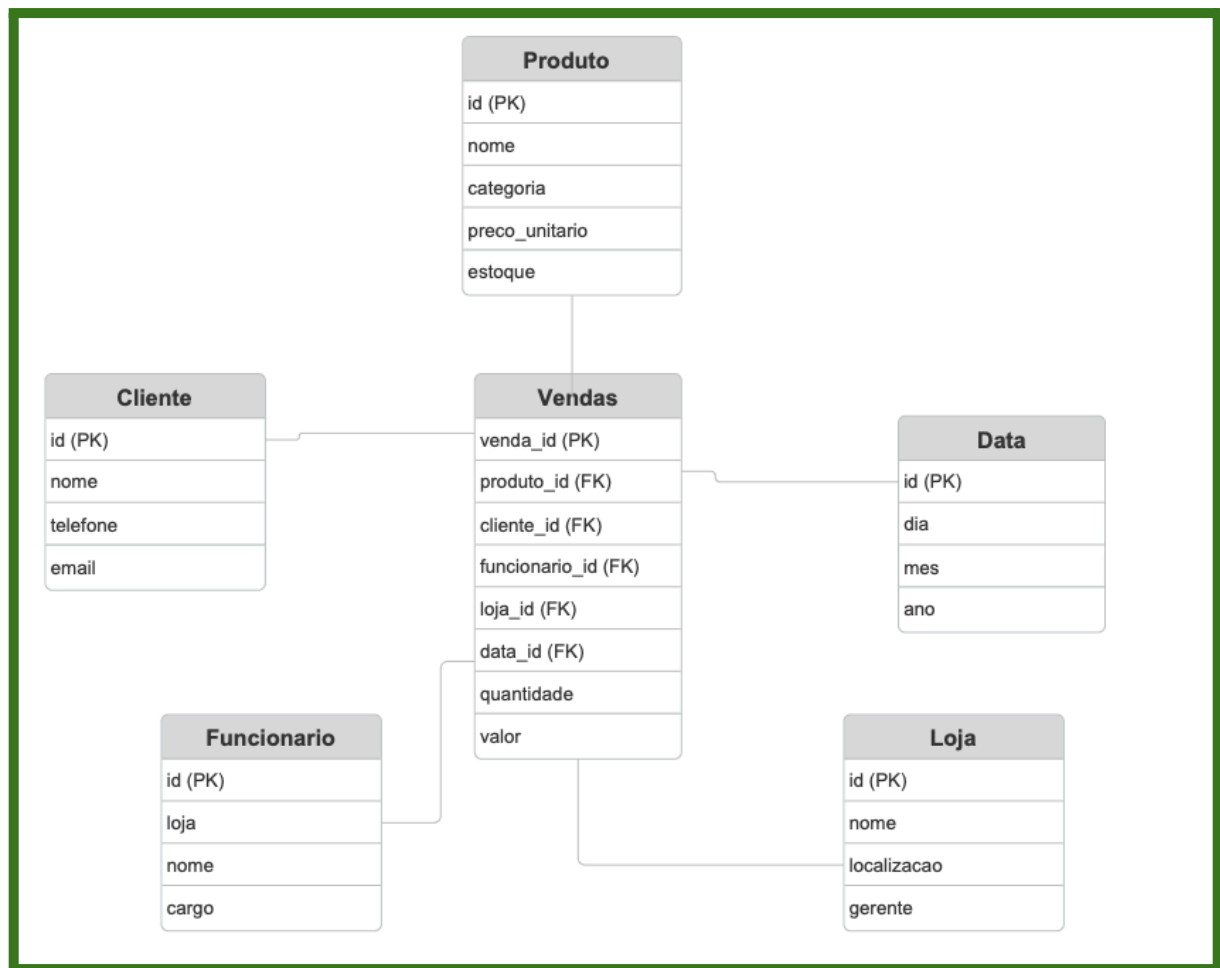 Produto
id (PK)
nome
categoria
preco_unitario
estoque
Cliente
id (PK)
nome
telefone
email
Vendas
venda_id (PK)
produto_id (FK)
cliente_id (FK)
funcionario_id (FK)
loja_id (FK)
data_id (FK)
quantidade
valor
Data
id (PK)
dia
mes
ano
Funcionario
id (PK)
loja
nome
cargo
Loja
id (PK)
nome
localizacao
gerente